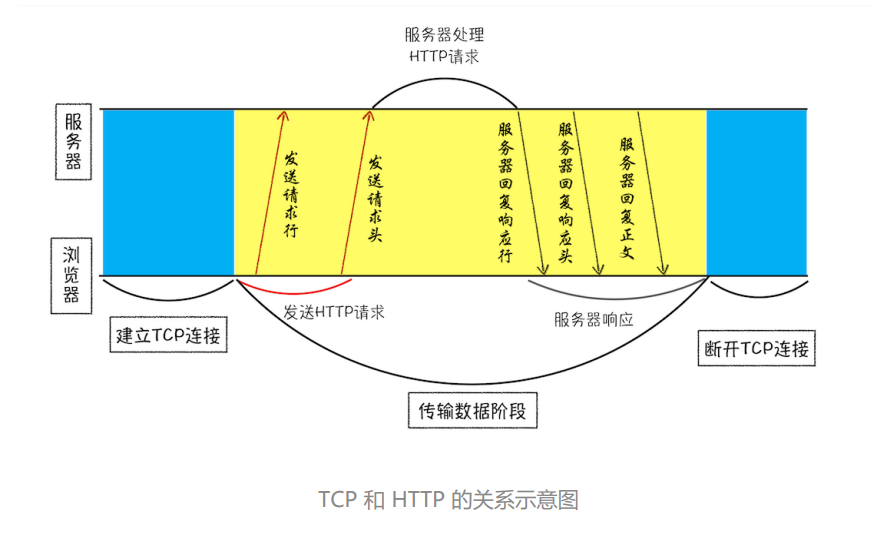 服务器处理
HTTP请求
服务器
发送请求行
发送请求头
服务器回复响应行
服务器回复响应头
服务器回复正文
浏览器
发送HTTP请求
服务器响应
建立TCP连接
断开TCP连接
传输数据阶段
TCP 和 HTTP 的关系示意图